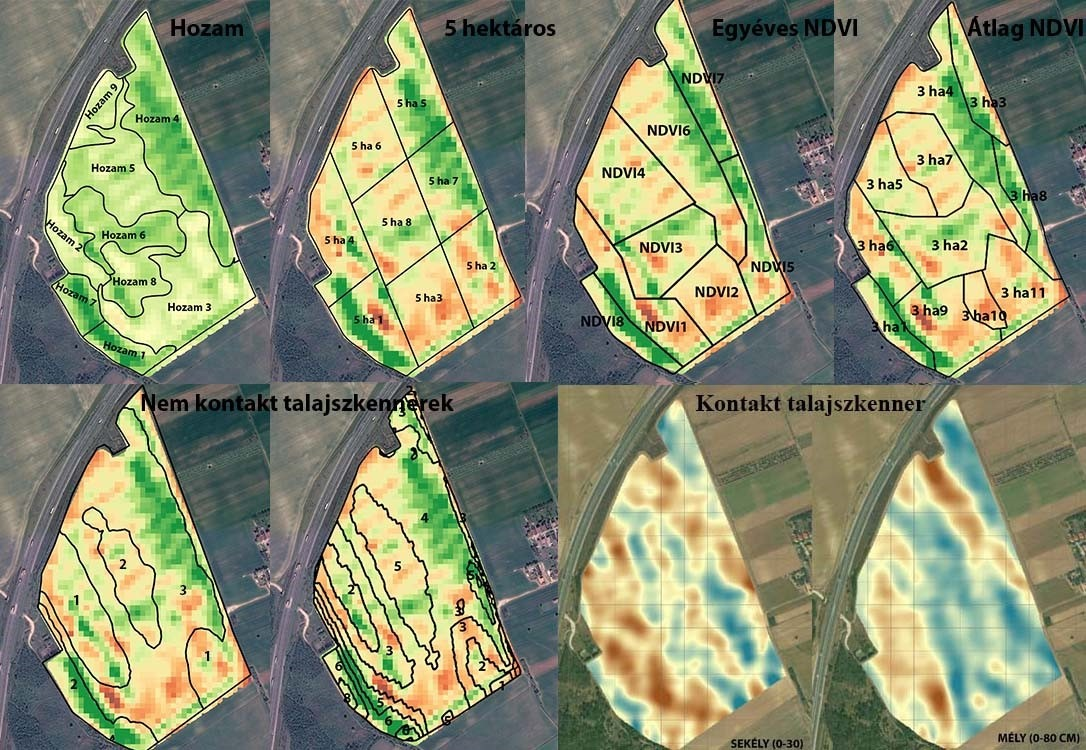 Hozam
Hozam 9
Hozam 4
Hozam 5
Hozam 2
Hozam 6
Hozam 8
Hozam 7
Hozam 3
Hozam 1
5 hektáros
5 ha 5
5 ha 6
5 ha 7
5 ha 8
5 ha 4
5 ha 2
5 ha3
5 ha 1
Egyéves NDVI
NDVI7
NDVI6
NDVI4
NDVI3
NDVI5
NDVI2
NDVI8
NDVI1
Átlag NDVI
3 ha4
3 ha3
3 ha7
3 ha5
3 ha8
3 ha6
3 ha2
3 ha11
3 ha9
3 ha10
3 ha1
Nem kontakt talajszkennerek
2
1
3
1
2
2
3
4
3
5
6
2
3
3
3
2
6
8
5
6
Kontakt talajszkenner
SEKÉLY (0-30)
MÉLY (0-80 CM)